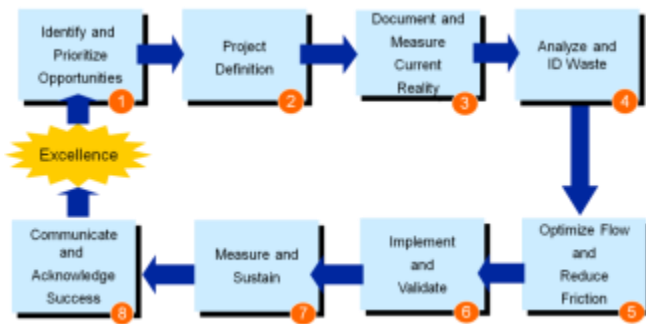 Identify and
Prioritize
Opportunities
1
Project
Definition
2
Document and
Measure
Current
Reality
3
Analyze and
ID Waste
4
Excellence
Communicate
and
Acknowledge
Success
8
Measure and
Sustain
7
Implement
and
Validate
6
Optimize Flow
and
Reduce
Friction
5